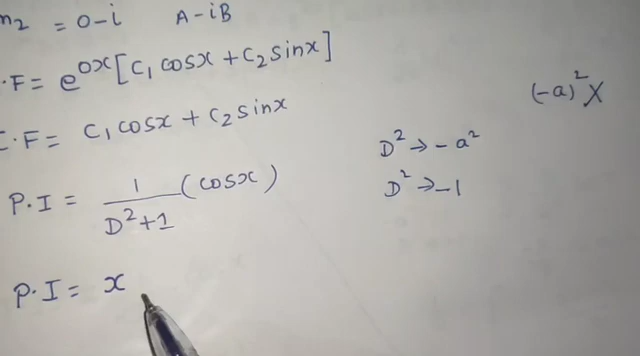 m₂ = 0-i   A-iB
.F = e^0x [C₁ cosx + C₂ sinx]
C.F = C₁ cosx + C₂ sinx
(-a)² X
D² → -a²
P.I = 1/(D²+1) (cosx)
D² → -1
P.I = x